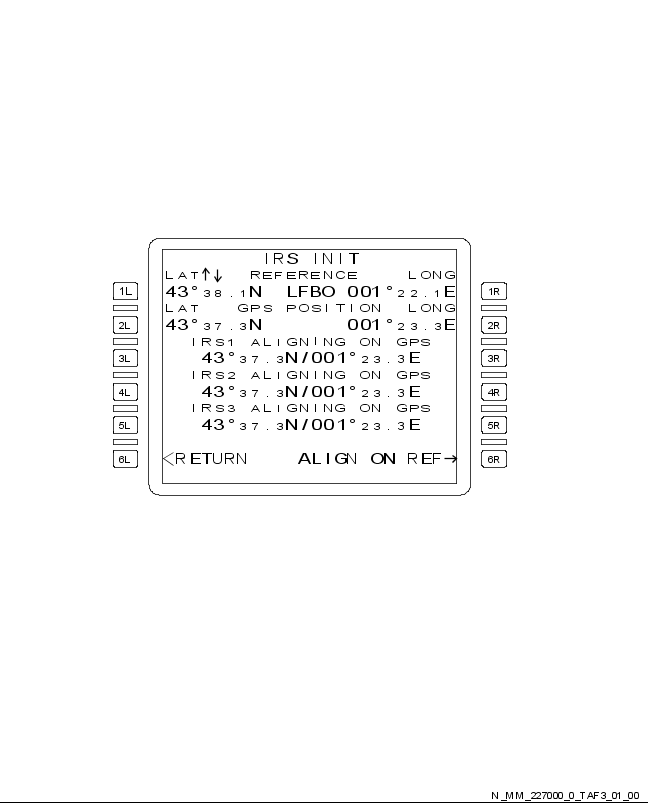 IRS INIT
LAT↑↓ REFERENCE LONG
1L 43°38.1N LFBO 001°22.1E 1R
LAT GPS POSITION LONG
2L 43°37.3N 001°23.3E 2R
IRS1 ALIGNING ON GPS
3L 43°37.3N/001°23.3E 3R
IRS2 ALIGNING ON GPS
4L 43°37.3N/001°23.3E 4R
IRS3 ALIGNING ON GPS
5L 43°37.3N/001°23.3E 5R
6L <RETURN ALIGN ON REF→ 6R
N_MM_227000_0_TAF3_01_00